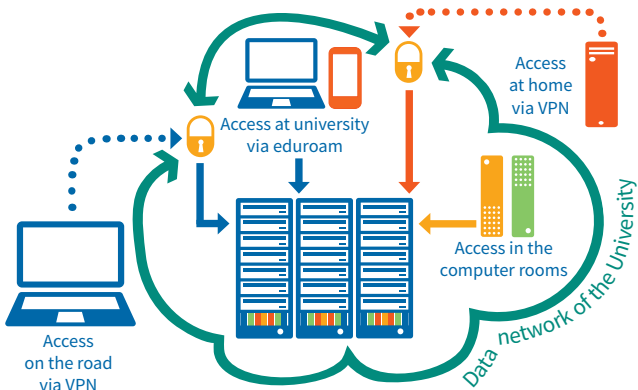 Access
at home
via VPN
Access at university
via eduroam
Access in the
computer rooms
Data network of the University
Access
on the road
via VPN